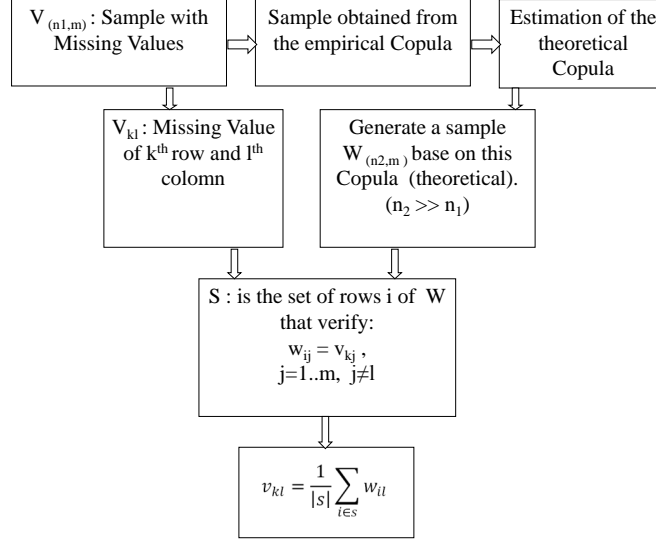 V(n1,m) : Sample with
Missing Values
Sample obtained from
the empirical Copula
Estimation of the
theoretical
Copula
Vkl : Missing Value
of kth row and lth
colomn
Generate a sample
W(n2,m) base on this
Copula (theoretical).
(n2 >> n1)
S : is the set of rows i of W
that verify:
wij = vkj ,
j=1..m, j≠l
vkl = 1/|s| ∑i∈s wil